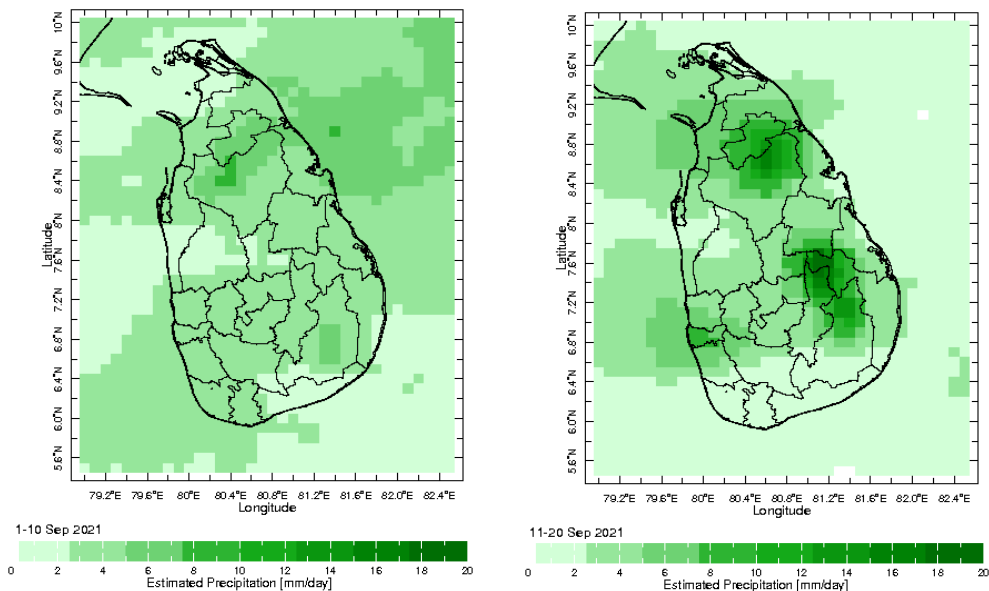 10°N
9.6°N
9.2°N
8.8°N
8.4°N
8°N
7.6°N
7.2°N
6.8°N
6.4°N
6.0°N
5.6°N
Latitude
79.2°E 79.6°E 80°E 80.4°E 80.8°E 81.2°E 81.6°E 82.0°E 82.4°E
Longitude
1-10 Sep 2021
0 2 4 6 8 10 12 14 16 18 20
Estimated Precipitation [mm/day]
10°N
9.6°N
9.2°N
8.8°N
8.4°N
8°N
7.6°N
7.2°N
6.8°N
6.4°N
6.0°N
5.6°N
Latitude
79.2°E 79.6°E 80°E 80.4°E 80.8°E 81.2°E 81.6°E 82.0°E 82.4°E
Longitude
11-20 Sep 2021
0 2 4 6 8 10 12 14 16 18 20
Estimated Precipitation [mm/day]